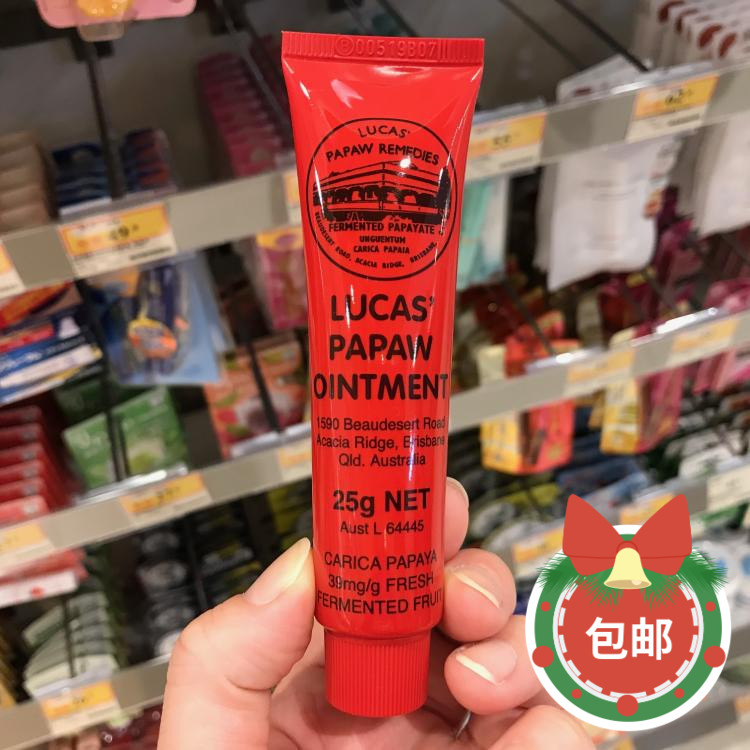 B00519B07
LUCAS'
PAPAW REMEDIES
FERMENTED PAPAYATE
UNGUENTUM
CARICA PAPAIA
BEAUDESERT ROAD, ACACIA RIDGE, BRISBANE.
LUCAS'
PAPAW
OINTMENT
1590 Beaudesert Road
Acacia Ridge, Brisbane
Qld. Australia
25g NET
Aust L 64445
CARICA PAPAYA
39mg/g FRESH
FERMENTED FRUIT
包邮